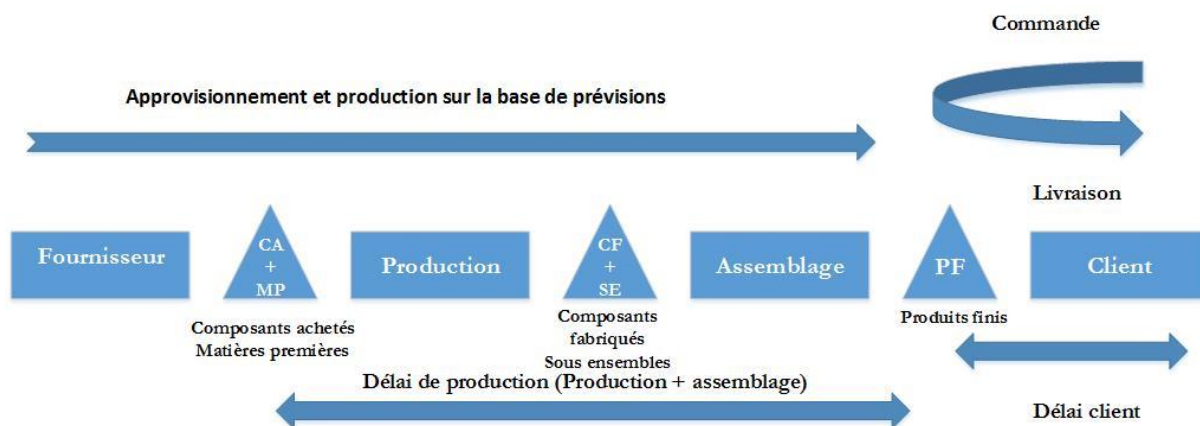 Commande
Approvisionnement et production sur la base de prévisions
Livraison
Fournisseur
CA
+
MP
Production
CF
+
SE
Assemblage
PF
Client
Composants achetés
Matières premières
Composants
fabriqués
Sous ensembles
Produits finis
Délai de production (Production + assemblage)
Délai client